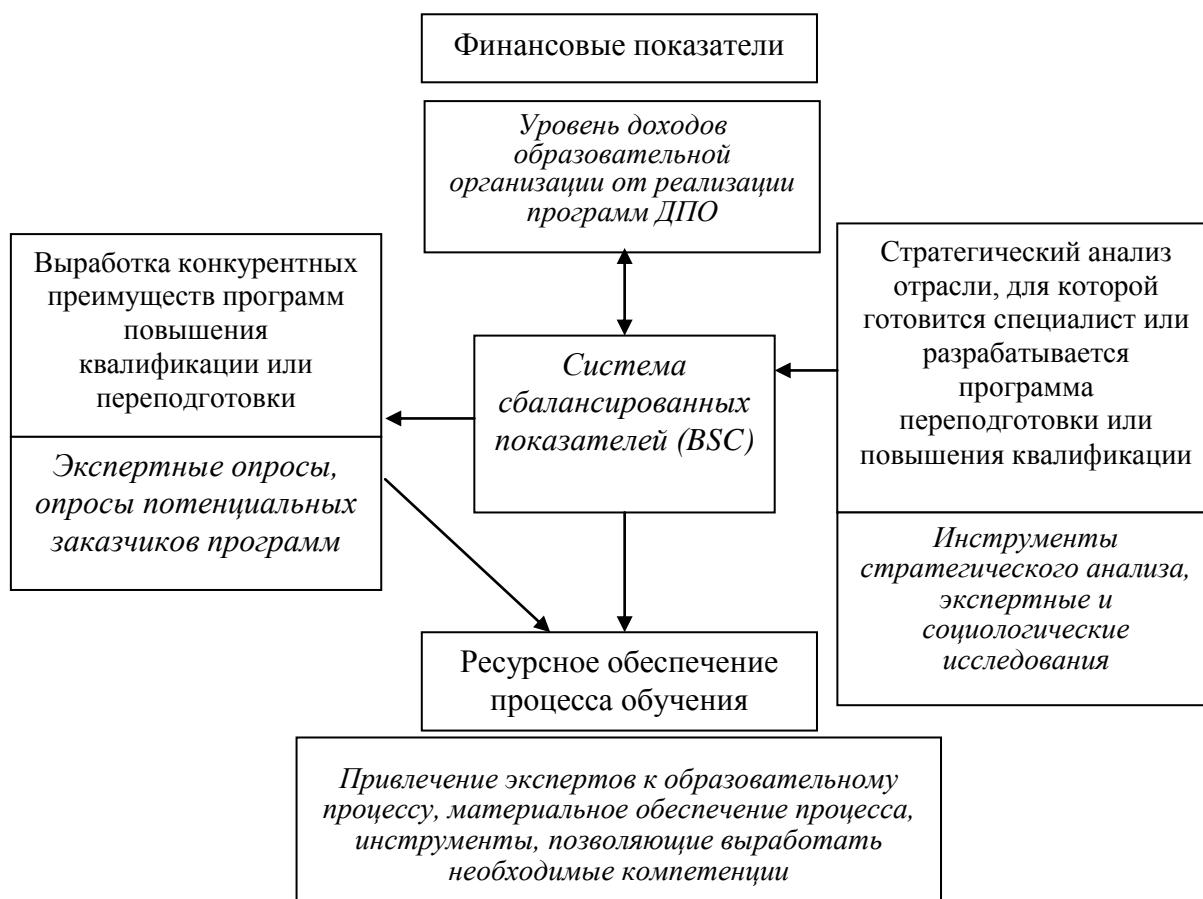 Финансовые показатели
Уровень доходов
образовательной
организации от реализации
программ ДПО
Выработка конкурентных
преимуществ программ
повышения
квалификации или
переподготовки
Экспертные опросы,
опросы потенциальных
заказчиков программ
Система
сбалансированных
показателей (BSC)
Стратегический анализ
отрасли, для которой
готовится специалист или
разрабатывается
программа
переподготовки или
повышения квалификации
Инструменты
стратегического анализа,
экспертные и
социологические
исследования
Ресурсное обеспечение
процесса обучения
Привлечение экспертов к образовательному
процессу, материальное обеспечение процесса,
инструменты, позволяющие выработать
необходимые компетенции